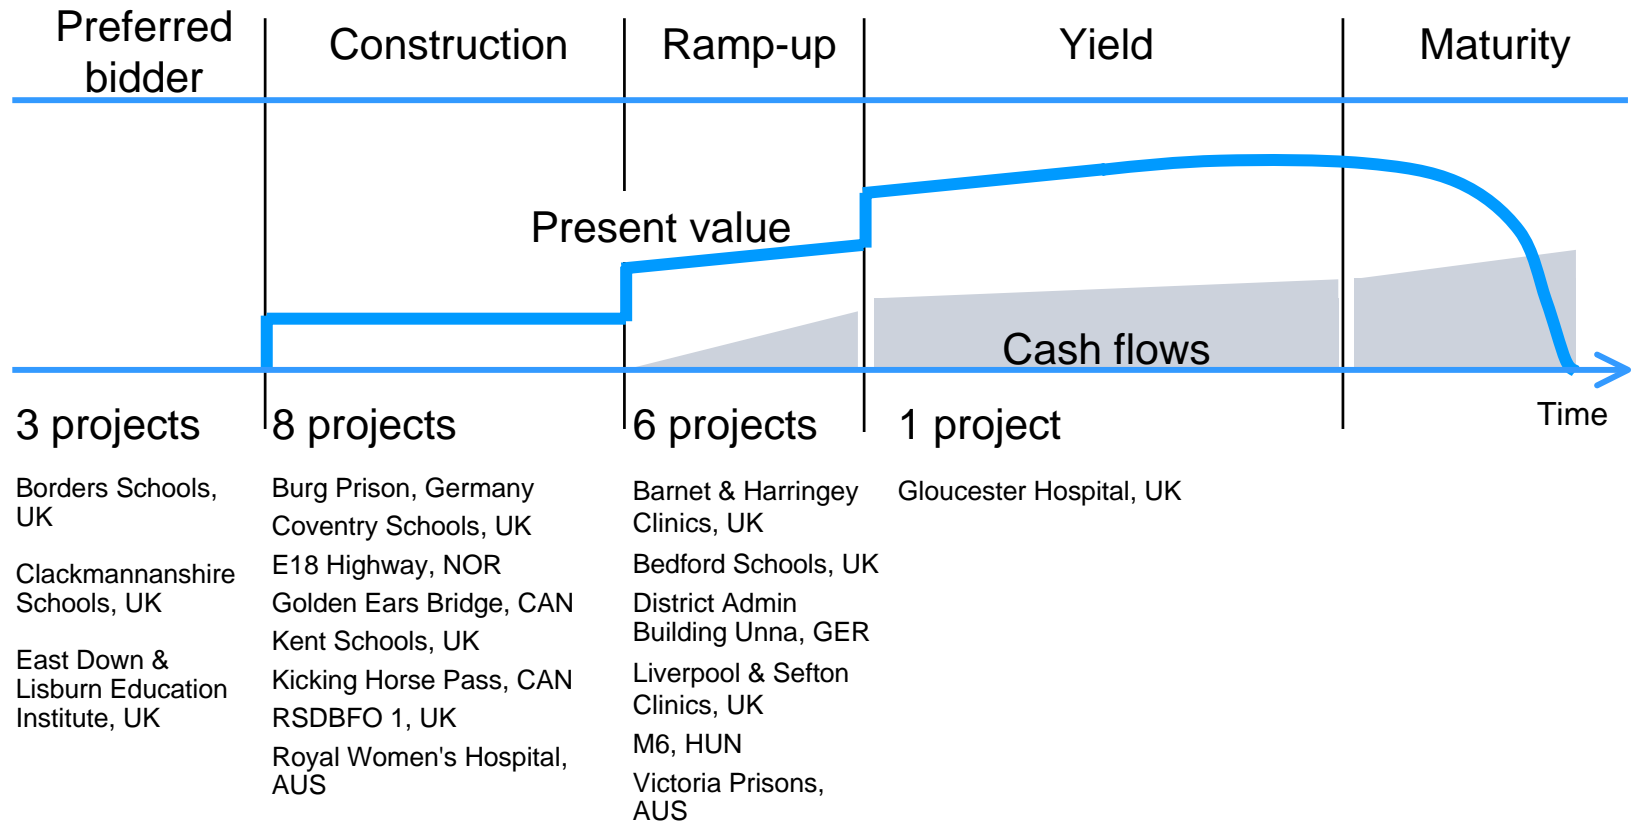 Preferred
bidder
Construction
Ramp-up
Yield
Maturity
Present value
Cash flows
Time
3 projects
Borders Schools,
UK
Clackmannanshire
Schools, UK
East Down &
Lisburn Education
Institute, UK
8 projects
Burg Prison, Germany
Coventry Schools, UK
E18 Highway, NOR
Golden Ears Bridge, CAN
Kent Schools, UK
Kicking Horse Pass, CAN
RSDBFO 1, UK
Royal Women's Hospital,
AUS
6 projects
Barnet & Harringey
Clinics, UK
Bedford Schools, UK
District Admin
Building Unna, GER
Liverpool & Sefton
Clinics, UK
M6, HUN
Victoria Prisons,
AUS
1 project
Gloucester Hospital, UK